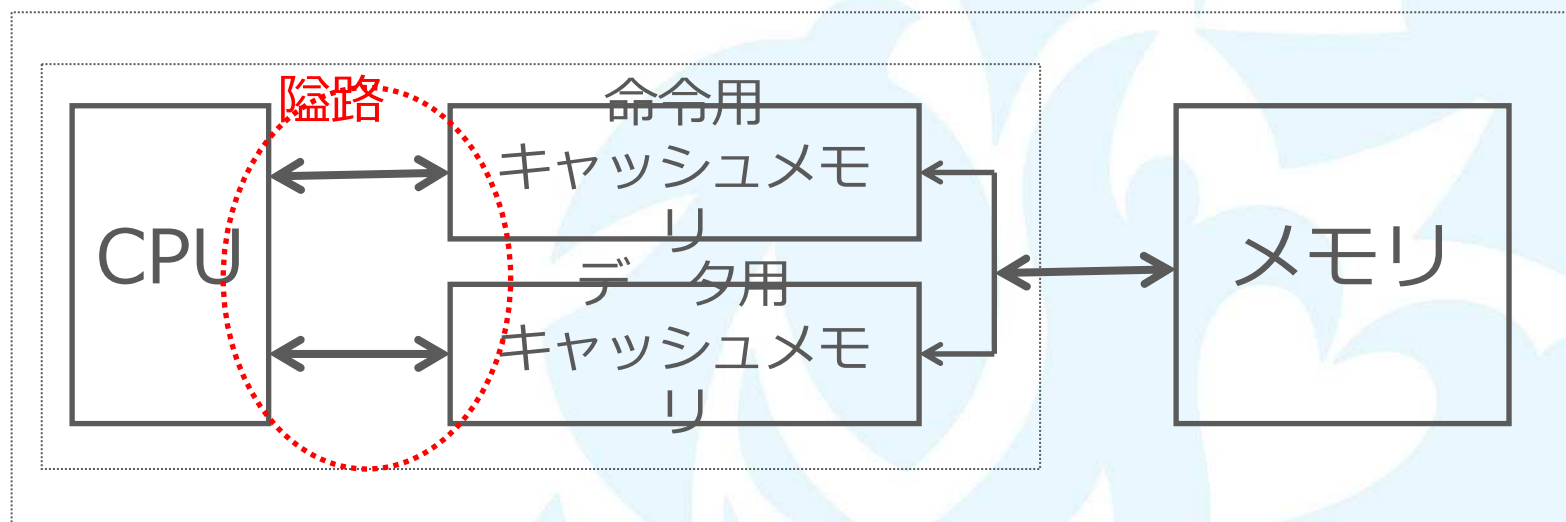 隘路
命令用
キャッシュメモ
リ
CPU
メモリ
データ用
キャッシュメモ
リ